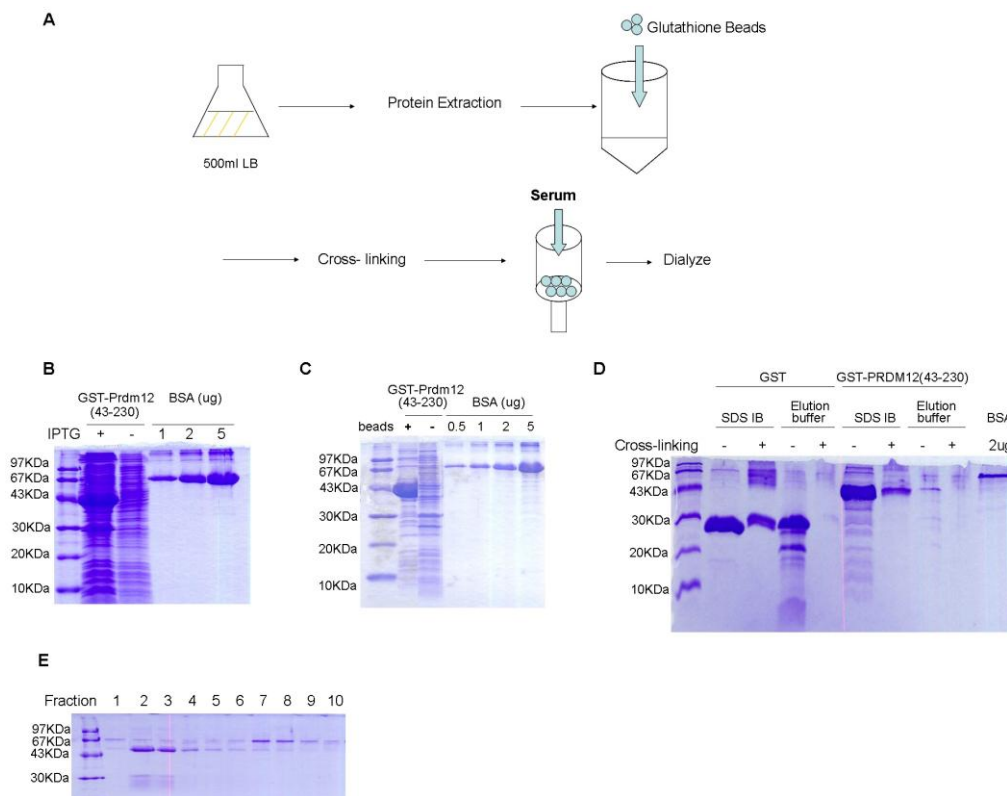 A
Glutathione Beads
Protein Extraction
500ml LB
Serum
Cross- linking
Dialyze
B
GST-Prdm12
(43-230)
BSA (ug)
IPTG + - 1 2 5
97KDa
67KDa
43KDa
30KDa
20KDa
10KDa
C
GST-Prdm12
(43-230)
BSA (ug)
beads + - 0.5 1 2 5
97KDa
67KDa
43KDa
30KDa
20KDa
10KDa
D
GST GST-PRDM12(43-230)
SDS IB Elution buffer SDS IB Elution buffer BSA
Cross-linking - + - + - + - + 2ug
97KDa
67KDa
43KDa
30KDa
20KDa
10KDa
E
Fraction 1 2 3 4 5 6 7 8 9 10
97KDa
67KDa
43KDa
30KDa